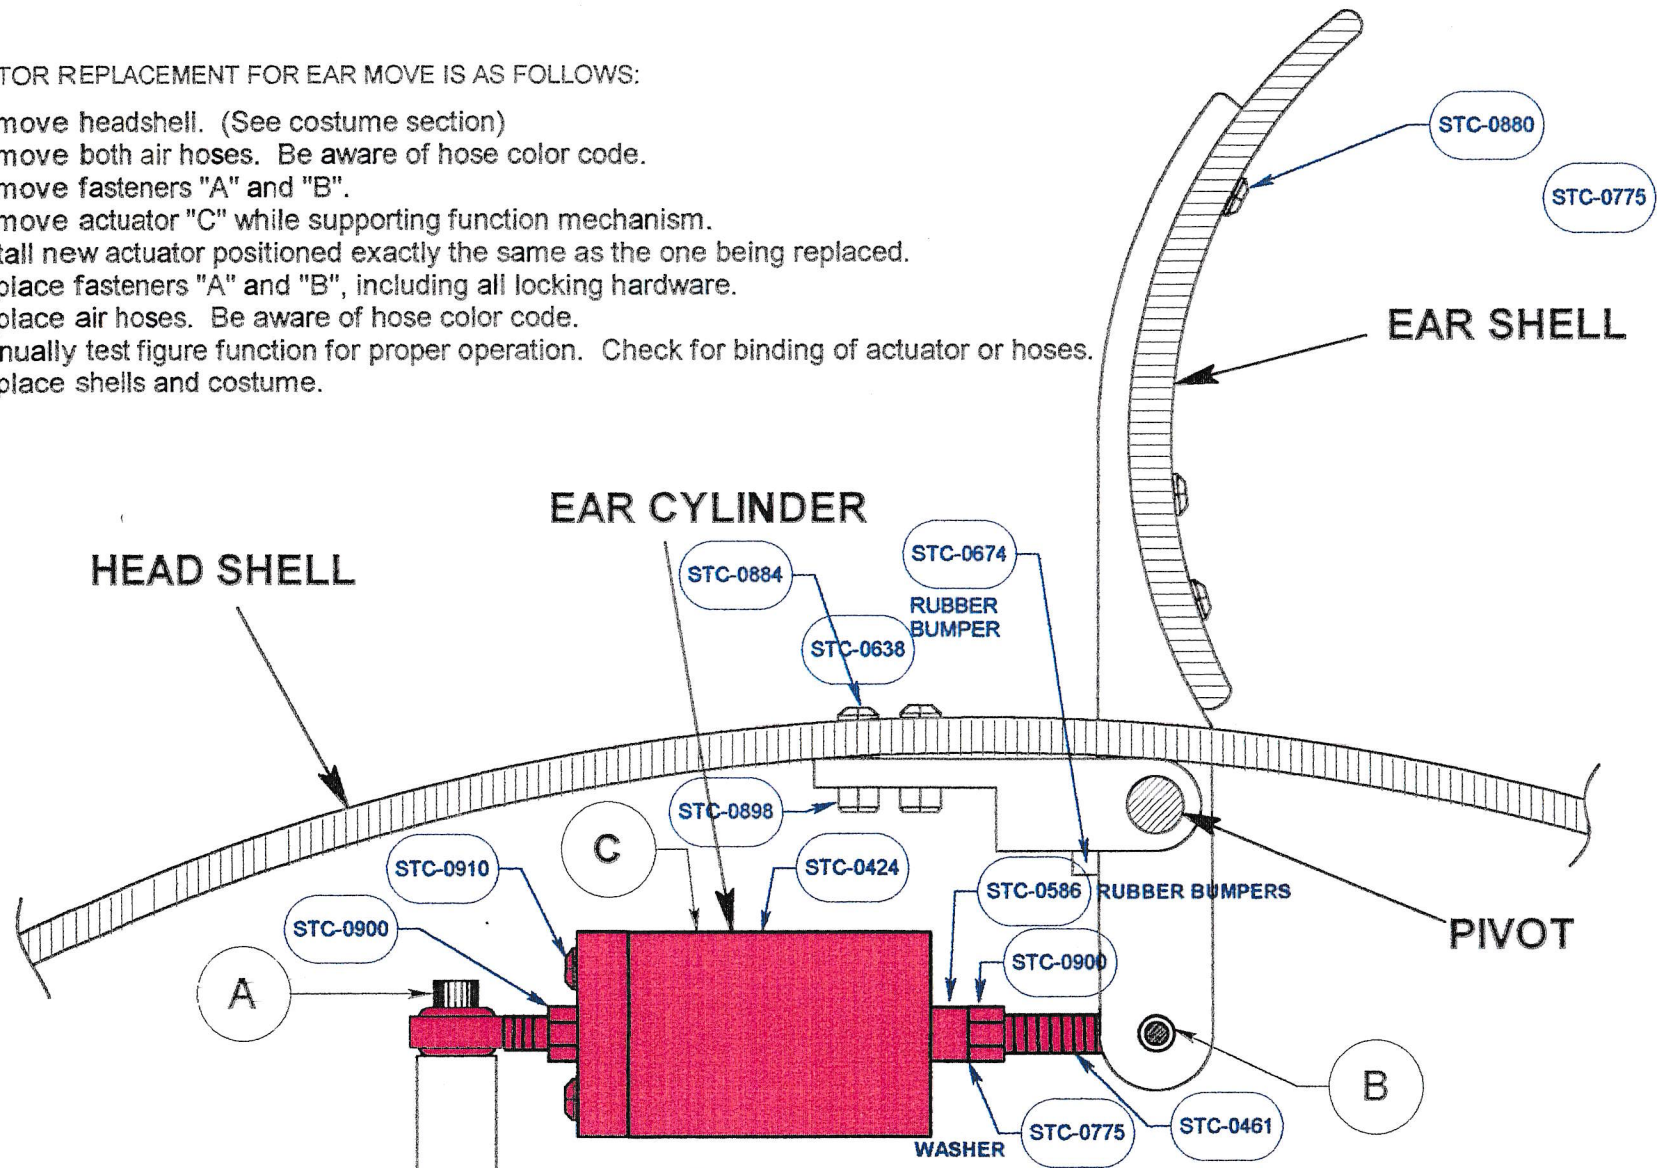 TOR REPLACEMENT FOR EAR MOVE IS AS FOLLOWS:
move headshell. (See costume section)
move both air hoses. Be aware of hose color code.
move fasteners "A" and "B".
move actuator "C" while supporting function mechanism.
tall new actuator positioned exactly the same as the one being replaced.
place fasteners "A" and "B", including all locking hardware.
place air hoses. Be aware of hose color code.
nually test figure function for proper operation. Check for binding of actuator or hoses.
place shells and costume.
STC-0880
STC-0775
EAR SHELL
EAR CYLINDER
HEAD SHELL
STC-0884
STC-0674
RUBBER
BUMPER
STC-0638
STC-0898
C
STC-0910
STC-0424
STC-0586 RUBBER BUMPERS
STC-0900
PIVOT
STC-0900
A
B
STC-0775
WASHER
STC-0461